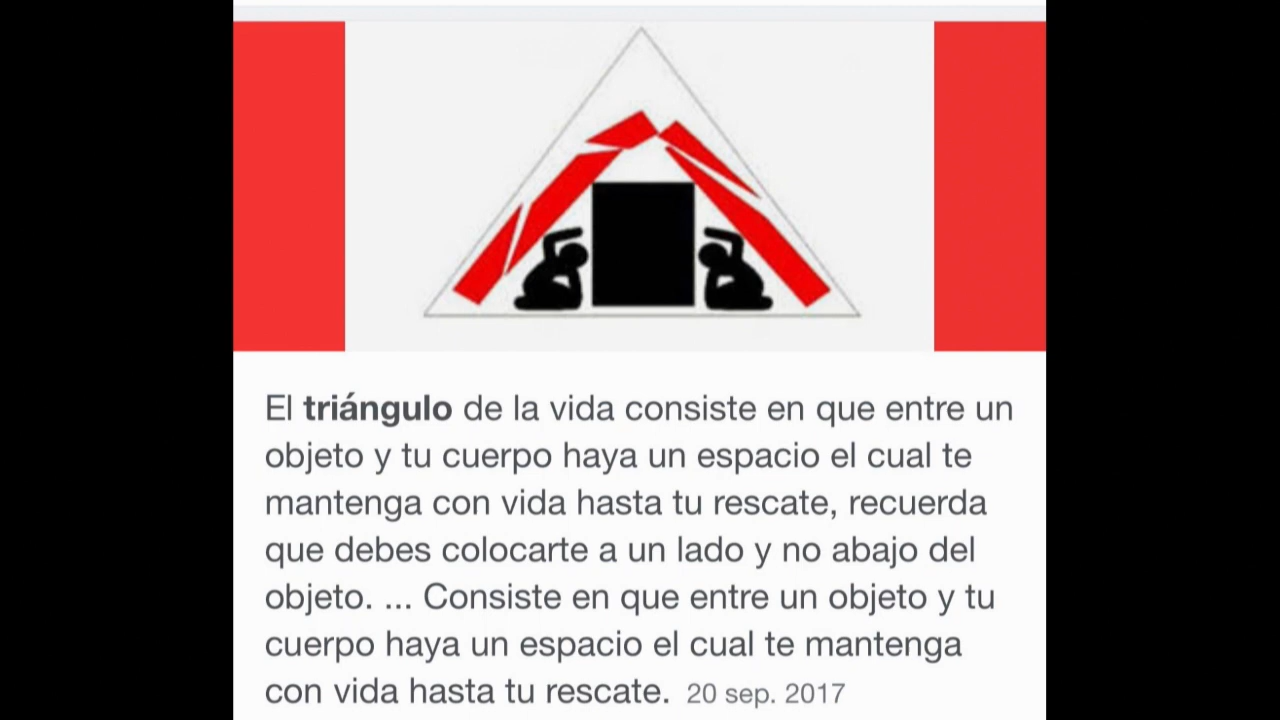 El triángulo de la vida consiste en que entre un
objeto y tu cuerpo haya un espacio el cual te
mantenga con vida hasta tu rescate, recuerda
que debes colocarte a un lado y no abajo del
objeto. ... Consiste en que entre un objeto y tu
cuerpo haya un espacio el cual te mantenga
con vida hasta tu rescate. 20 sep. 2017